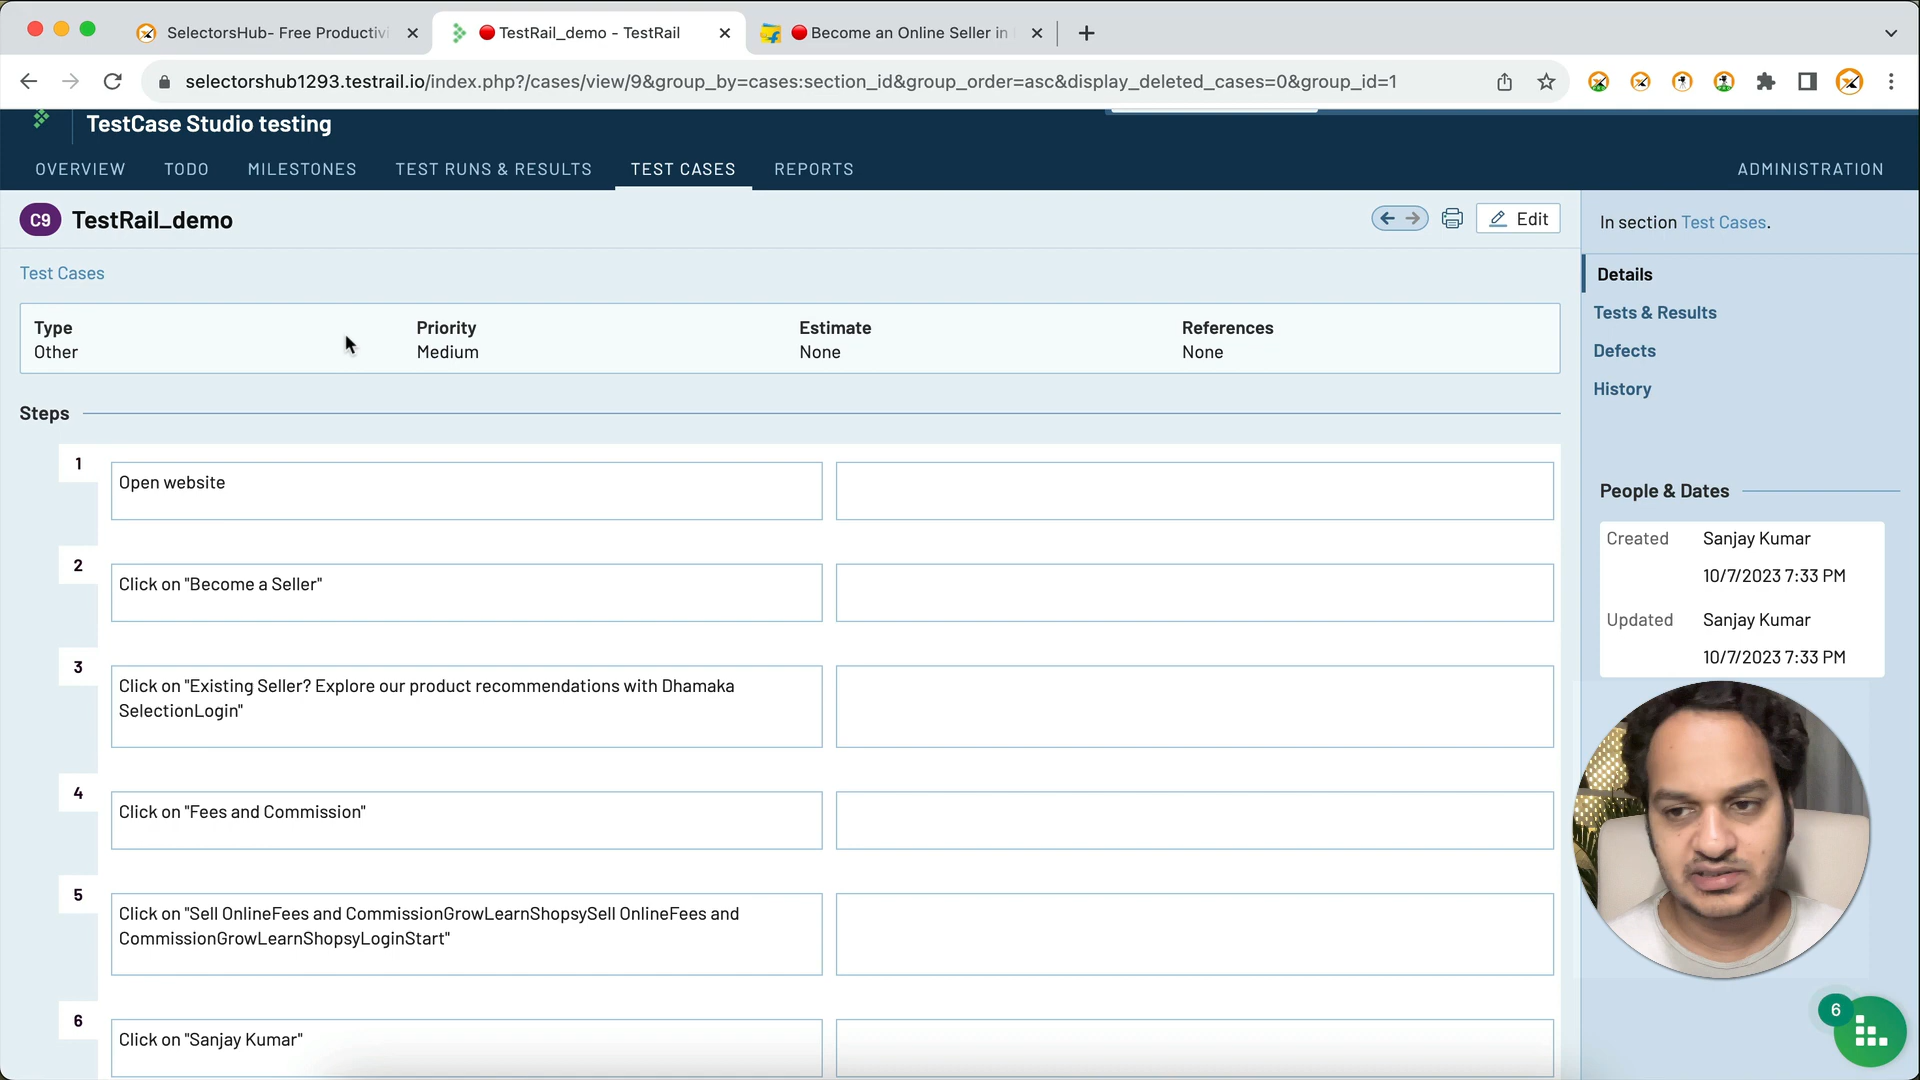 SelectorsHub- Free Productivi
TestRail_demo - TestRail
Become an Online Seller in
selectorshub1293.testrail.io/index.php?/cases/view/9&group_by=cases:section_id&group_order=asc&display_deleted_cases=0&group_id=1
TestCase Studio testing
OVERVIEW
TODO
MILESTONES
TEST RUNS & RESULTS
TEST CASES
REPORTS
ADMINISTRATION
C9
TestRail_demo
Edit
In section Test Cases.
Test Cases
Details
Tests & Results
Defects
History
Type
Other
Priority
Medium
Estimate
None
References
None
Steps
1
Open website
2
Click on "Become a Seller"
3
Click on "Existing Seller? Explore our product recommendations with Dhamaka
SelectionLogin"
4
Click on "Fees and Commission"
5
Click on "Sell OnlineFees and CommissionGrowLearnShopsySell OnlineFees and
CommissionGrowLearnShopsyLoginStart"
6
Click on "Sanjay Kumar"
People & Dates
Created
Sanjay Kumar
10/7/2023 7:33 PM
Updated
Sanjay Kumar
10/7/2023 7:33 PM
6